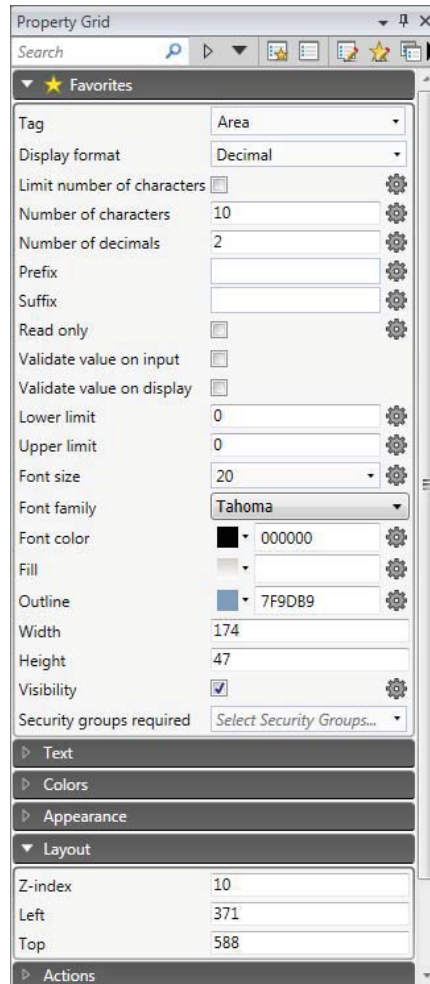 Property Grid
Search
Favorites
Tag Area
Display format Decimal
Limit number of characters
Number of characters 10
Number of decimals 2
Prefix
Suffix
Read only
Validate value on input
Validate value on display
Lower limit 0
Upper limit 0
Font size 20
Font family Tahoma
Font color 000000
Fill
Outline 7F9DB9
Width 174
Height 47
Visibility
Security groups required Select Security Groups...
Text
Colors
Appearance
Layout
Z-index 10
Left 371
Top 588
Actions